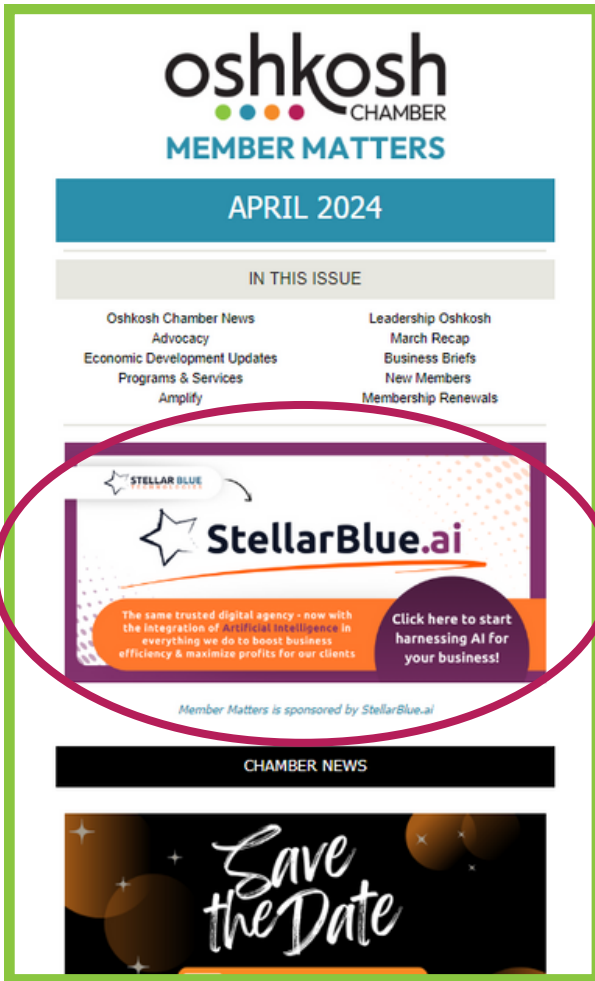 oshkosh
CHAMBER
MEMBER MATTERS
APRIL 2024
IN THIS ISSUE
Oshkosh Chamber News
Advocacy
Economic Development Updates
Programs & Services
Amplify
Leadership Oshkosh
March Recap
Business Briefs
New Members
Membership Renewals
STELLAR BLUE
TECHNOLOGIES
StellarBlue.ai
The same trusted digital agency - now with
the integration of Artificial Intelligence in
everything we do to boost business
efficiency & maximize profits for our clients
Click here to start
harnessing AI for
your business!
Member Matters is sponsored by StellarBlue.ai
CHAMBER NEWS
Save
the Date